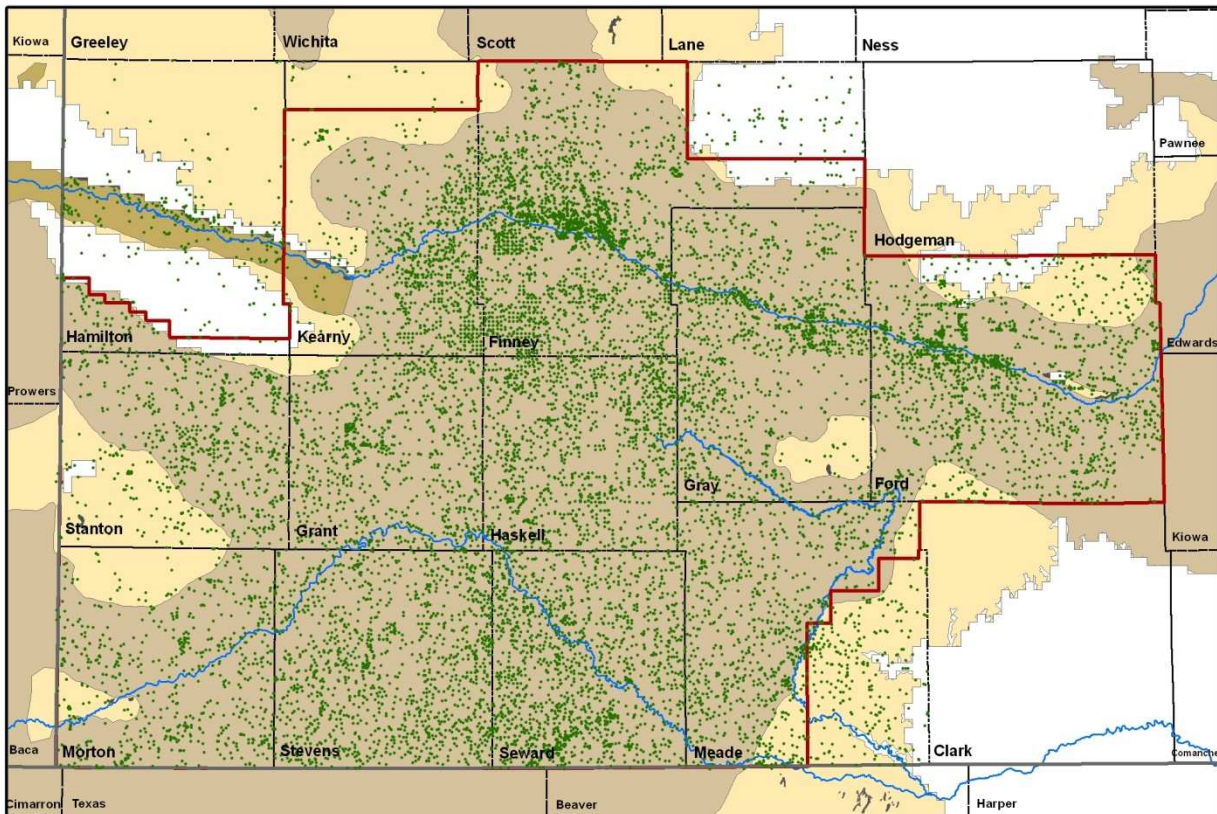 Kiowa
Greeley
Wichita
Scott
Lane
Ness
Pawnee
Hodgeman
Hamilton
Kearny
Finney
Edwards
Prowers
Gray
Ford
Stanton
Grant
Haskell
Kiowa
Baca
Morton
Stevens
Seward
Meade
Clark
Comanche
Cimarron
Texas
Beaver
Harper